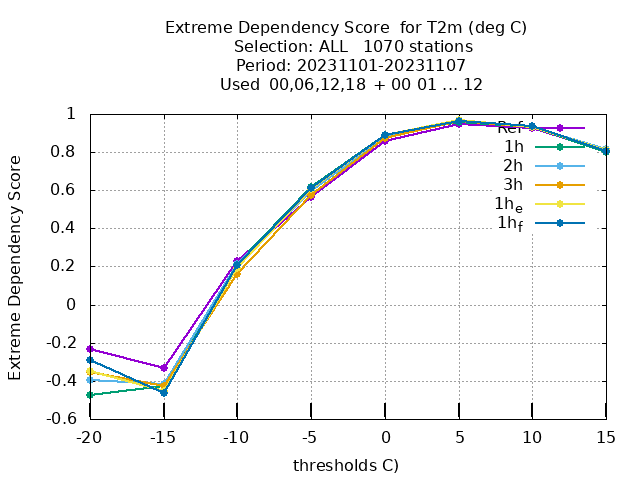 Extreme Dependency Score  for T2m (deg C)
Selection: ALL   1070 stations
Period: 20231101-20231107
Used  00,06,12,18  + 00 01 ... 12
Extreme Dependency Score
1
0.8
0.6
0.4
0.2
0
-0.2
-0.4
-0.6
Ref
1h
2h
3h
1he
1hf
-20
-15
-10
-5
0
5
10
15
thresholds C)